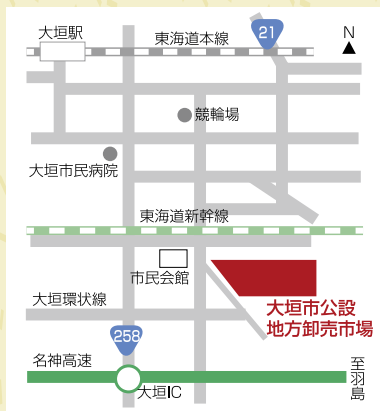 大垣駅
東海道本線
21
N
競輪場
大垣市民病院
東海道新幹線
市民会館
大垣環状線
大垣市公設
地方卸売市場
258
名神高速
至羽島
大垣IC